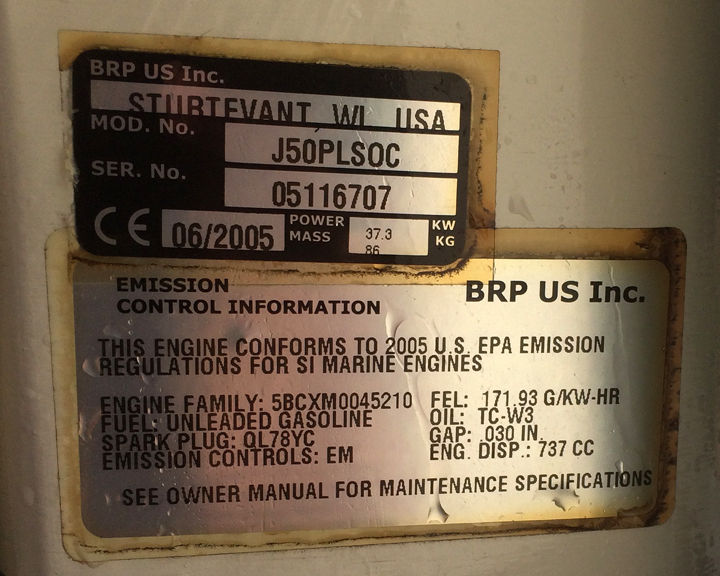 BRP US Inc.
STURTEVANT WI USA
MOD. No.
J50PLSOC
SER. No.
05116707
CE 06/2005 POWER 37.3 KW
MASS 86 KG
EMISSION
CONTROL INFORMATION
BRP US Inc.
THIS ENGINE CONFORMS TO 2005 U.S. EPA EMISSION
REGULATIONS FOR SI MARINE ENGINES
ENGINE FAMILY: 5BCXM0045210 FEL: 171.93 G/KW-HR
FUEL: UNLEADED GASOLINE OIL: TC-W3
SPARK PLUG: QL78YC GAP: .030 IN.
EMISSION CONTROLS: EM ENG. DISP.: 737 CC
SEE OWNER MANUAL FOR MAINTENANCE SPECIFICATIONS